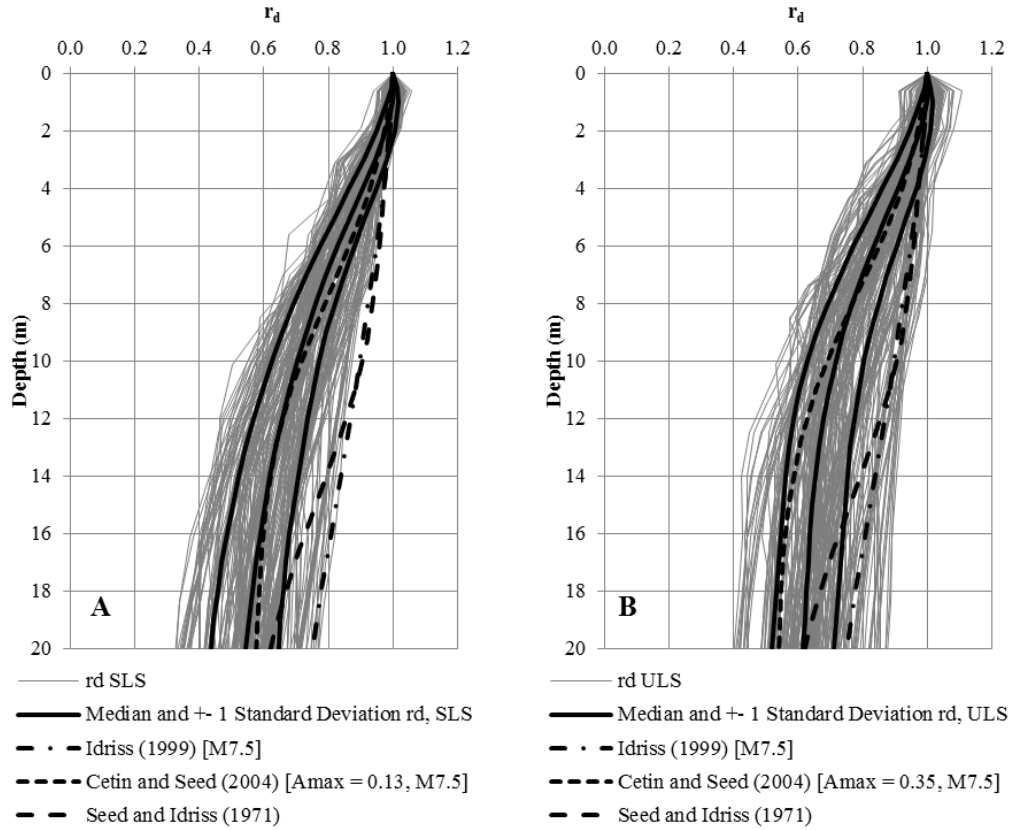 r_d
0.0 0.2 0.4 0.6 0.8 1.0 1.2
0
2
4
6
8
10
12
14
16
18
20
Depth (m)
A
rd SLS
Median and +- 1 Standard Deviation rd, SLS
Idriss (1999) [M7.5]
Cetin and Seed (2004) [Amax = 0.13, M7.5]
Seed and Idriss (1971)
r_d
0.0 0.2 0.4 0.6 0.8 1.0 1.2
0
2
4
6
8
10
12
14
16
18
20
Depth (m)
B
rd ULS
Median and +- 1 Standard Deviation rd, ULS
Idriss (1999) [M7.5]
Cetin and Seed (2004) [Amax = 0.35, M7.5]
Seed and Idriss (1971)